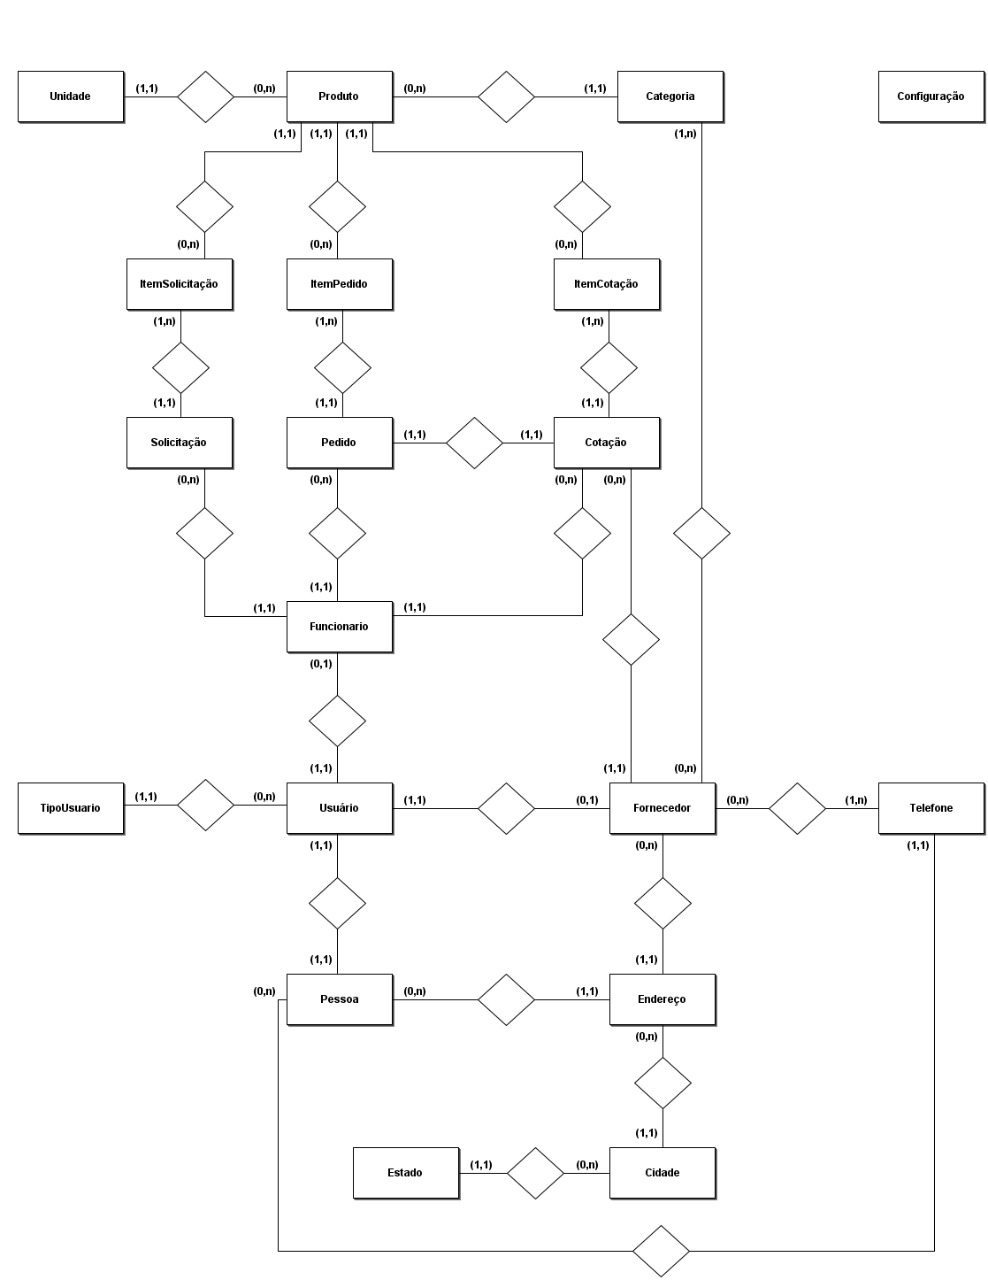 Unidade (1,1) (0,n) Produto (0,n) (1,1) Categoria Configuração
(1,1) (1,1) (1,1) (1,n)
(0,n) (0,n) (0,n)
ItemSolicitação ItemPedido ItemCotação
(1,n) (1,n) (1,n)
(1,1) (1,1) (1,1)
Solicitação Pedido (1,1) (1,1) Cotação
(0,n) (0,n) (0,n) (0,n)
(1,1)
(1,1) (1,1)
Funcionario
(0,1)
(1,1) (1,1) (0,n)
TipoUsuario (1,1) (0,n) Usuário (1,1) (0,1) Fornecedor (0,n) (1,n) Telefone
(1,1) (0,n) (1,1)
(1,1) (1,1)
(0,n) Pessoa (0,n) (1,1) Endereço
(0,n)
(1,1)
Estado (1,1) (0,n) Cidade